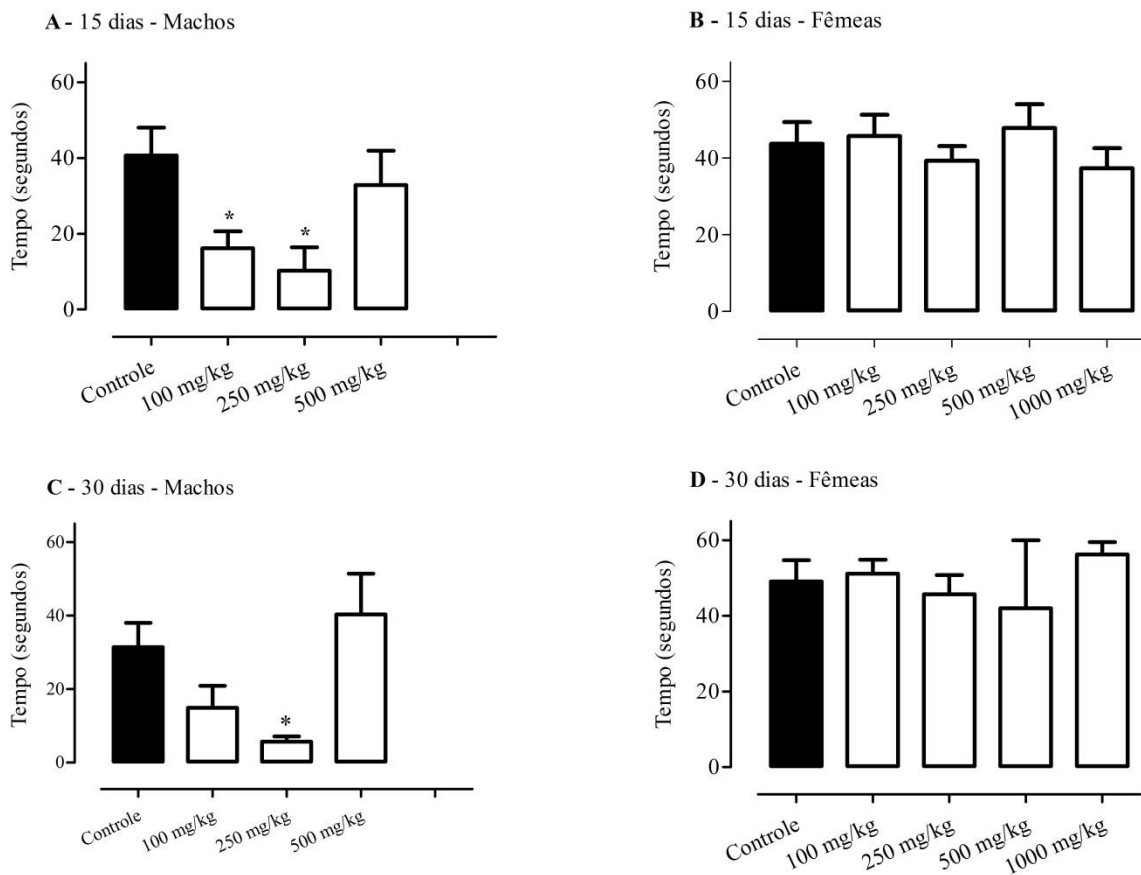 A - 15 dias - Machos
Tempo (segundos)
60
40
20
0
*
*
Controle
100 mg/kg
250 mg/kg
500 mg/kg
B - 15 dias - Fêmeas
Tempo (segundos)
60
40
20
0
Controle
100 mg/kg
250 mg/kg
500 mg/kg
1000 mg/kg
C - 30 dias - Machos
Tempo (segundos)
60
40
20
0
*
Controle
100 mg/kg
250 mg/kg
500 mg/kg
D - 30 dias - Fêmeas
Tempo (segundos)
60
40
20
0
Controle
100 mg/kg
250 mg/kg
500 mg/kg
1000 mg/kg